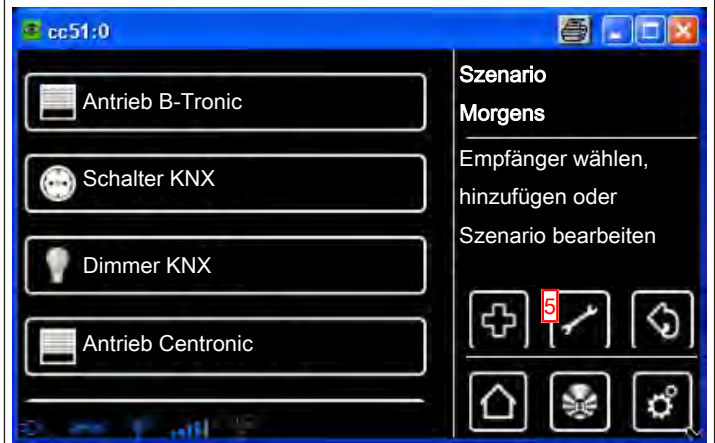 cc51:0
Antrieb B-Tronic
Schalter KNX
Dimmer KNX
Antrieb Centronic
Szenario
Morgens
Empfänger wählen,
hinzufügen oder
Szenario bearbeiten
5